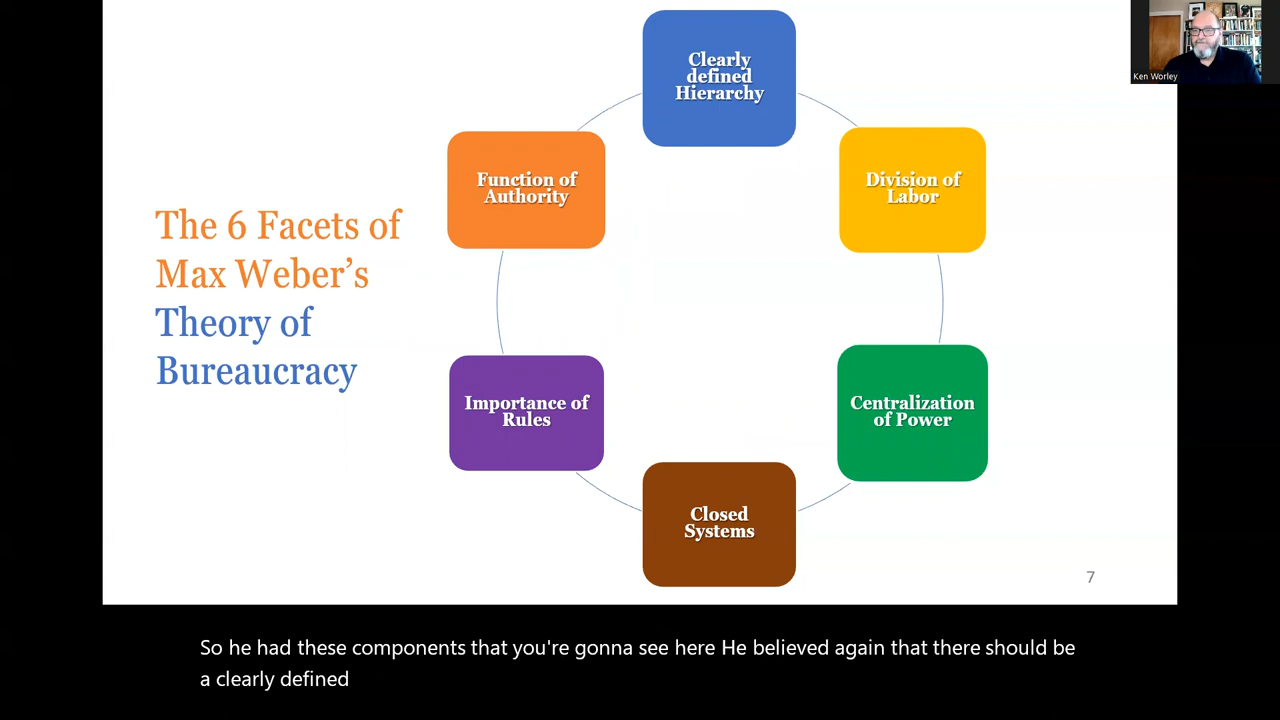 The 6 Facets of
Max Weber's
Theory of
Bureaucracy
Clearly
defined
Hierarchy
Division of
Labor
Centralization
of Power
Closed
Systems
Importance of
Rules
Function of
Authority
7
Ken Worley
So he had these components that you're gonna see here He believed again that there should be
a clearly defined